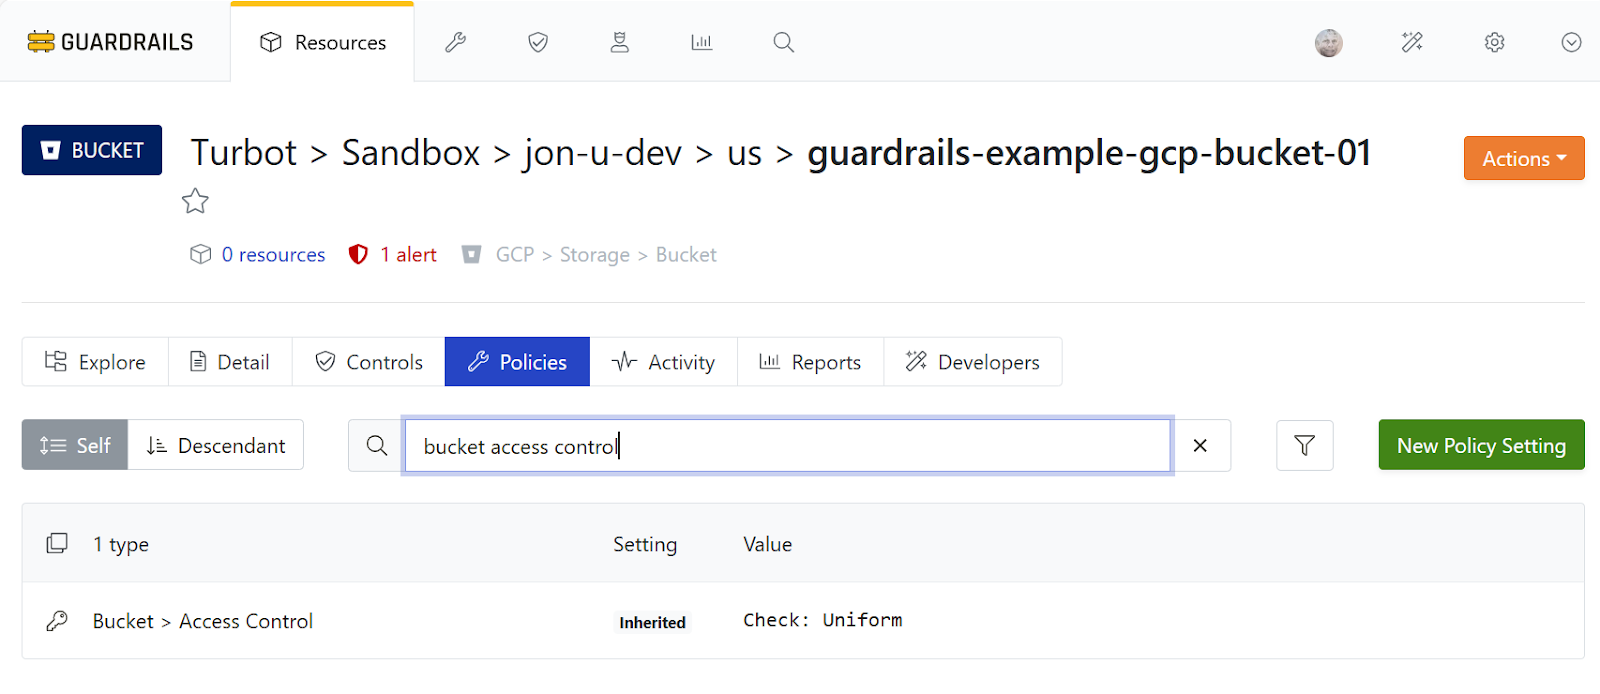 GUARDRAILS Resources
BUCKET Turbot > Sandbox > jon-u-dev > us > guardrails-example-gcp-bucket-01 Actions
0 resources 1 alert GCP > Storage > Bucket
Explore Detail Controls Policies Activity Reports Developers
Self Descendant bucket access control New Policy Setting
1 type Setting Value
Bucket > Access Control Inherited Check: Uniform